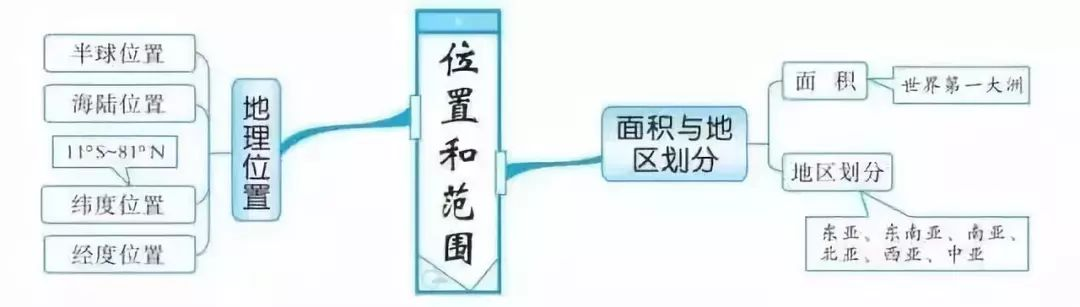 位置和范围
地理位置
半球位置
海陆位置
11°S~81°N
纬度位置
经度位置
面积与地
区划分
面 积
世界第一大洲
地区划分
东亚、东南亚、南亚、
北亚、西亚、中亚